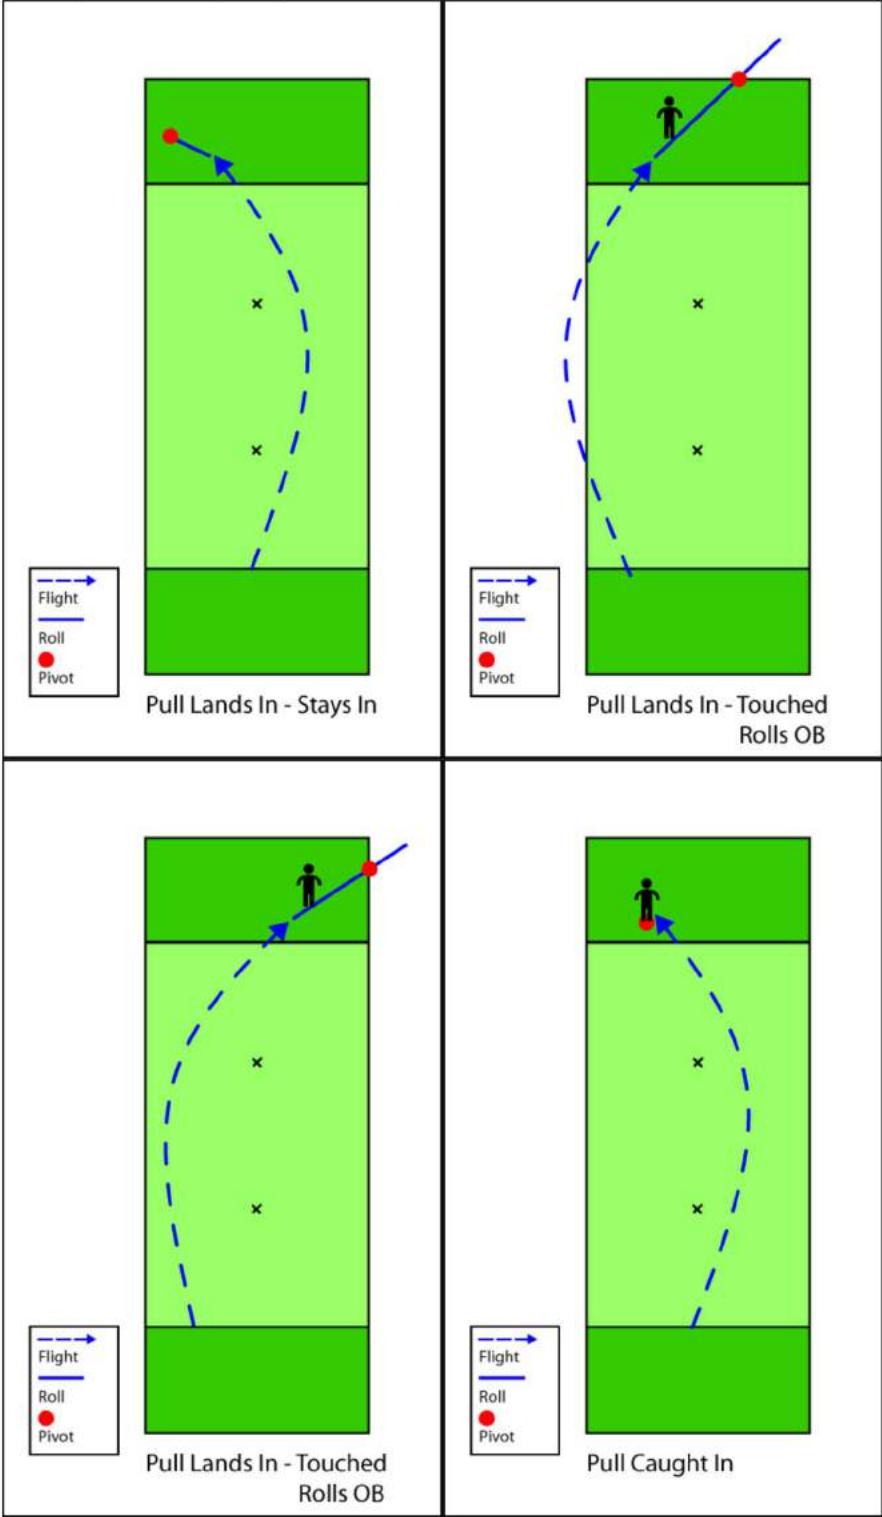 Flight
Roll
Pivot
Pull Lands In - Stays In
Flight
Roll
Pivot
Pull Lands In - Touched
Rolls OB
Flight
Roll
Pivot
Pull Lands In - Touched
Rolls OB
Flight
Roll
Pivot
Pull Caught In